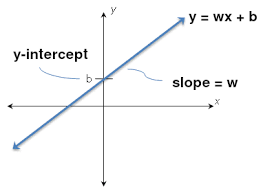 y
y = wx + b
y-intercept
b
slope = w
x